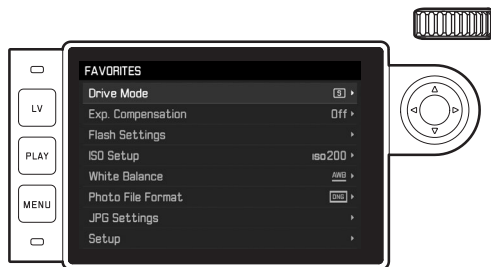 FAVORITES
Drive Mode S
Exp. Compensation Off
Flash Settings
ISO Setup ISO200
White Balance AWB
Photo File Format DNG
JPG Settings
Setup
LV
PLAY
MENU